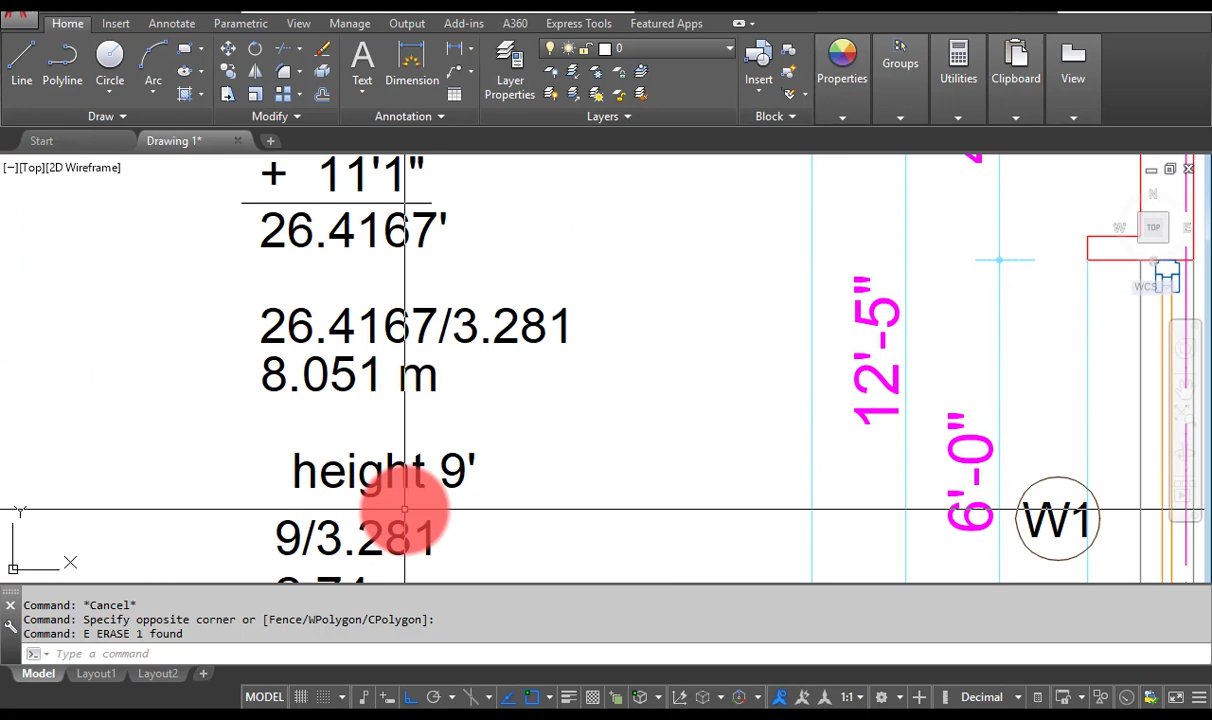 Home Insert Annotate Parametric View Manage Output Add-ins A360 Express Tools Featured Apps
Line Polyline Circle Arc Text Dimension Layer Properties 0 Insert Properties Groups Utilities Clipboard View
Draw Modify Annotation Layers Block
Start Drawing 1*
[−][Top][2D Wireframe]
+ 11'1"
26.4167'
26.4167/3.281
8.051 m
height 9'
9/3.281
12'-5"
6'-0"
W1
N
W TOP E
WCS
Y
X
Command: *Cancel*
Command: Specify opposite corner or [Fence/WPolygon/CPolygon]:
Command: E ERASE 1 found
Type a command
Model Layout1 Layout2
MODEL 1:1 Decimal